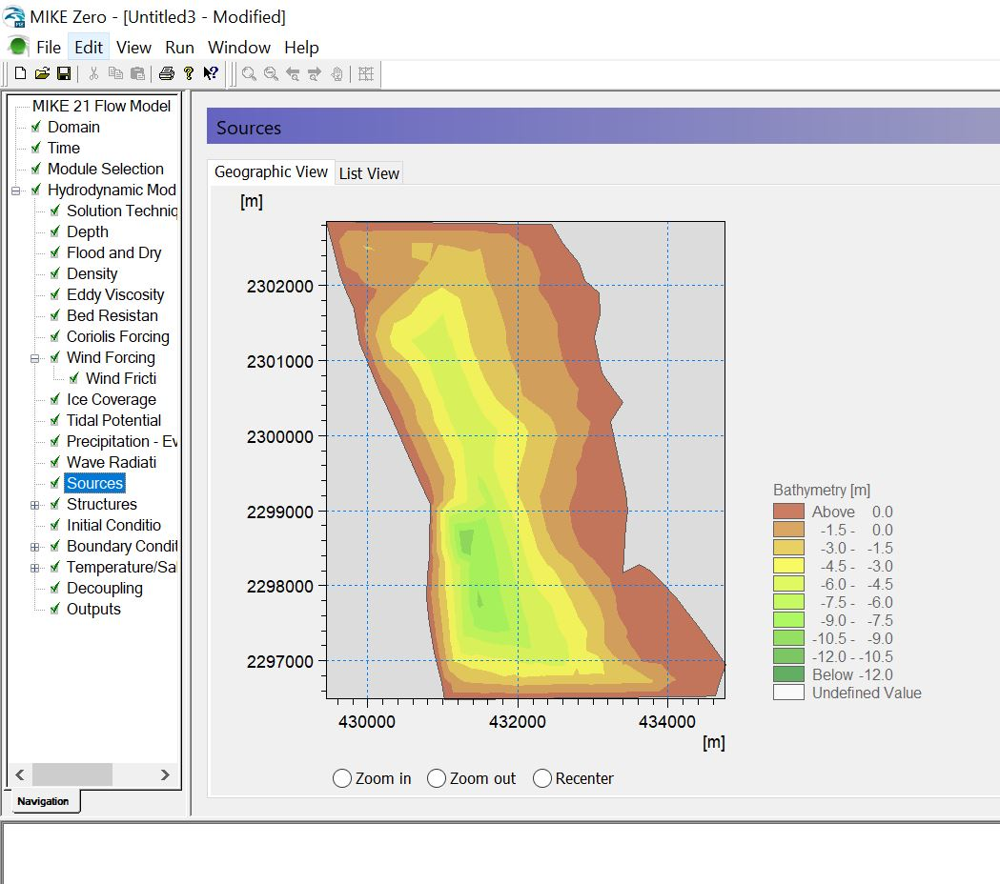 MIKE Zero - [Untitled3 - Modified]
File Edit View Run Window Help
MIKE 21 Flow Model
Domain
Time
Module Selection
Hydrodynamic Mod
Solution Techniq
Depth
Flood and Dry
Density
Eddy Viscosity
Bed Resistan
Coriolis Forcing
Wind Forcing
Wind Fricti
Ice Coverage
Tidal Potential
Precipitation - Ev
Wave Radiati
Sources
Structures
Initial Conditio
Boundary Condit
Temperature/Sal
Decoupling
Outputs
Navigation
Sources
Geographic View List View
[m]
2302000
2301000
2300000
2299000
2298000
2297000
430000 432000 434000
[m]
Bathymetry [m]
Above 0.0
-1.5 - 0.0
-3.0 - -1.5
-4.5 - -3.0
-6.0 - -4.5
-7.5 - -6.0
-9.0 - -7.5
-10.5 - -9.0
-12.0 - -10.5
Below -12.0
Undefined Value
Zoom in Zoom out Recenter